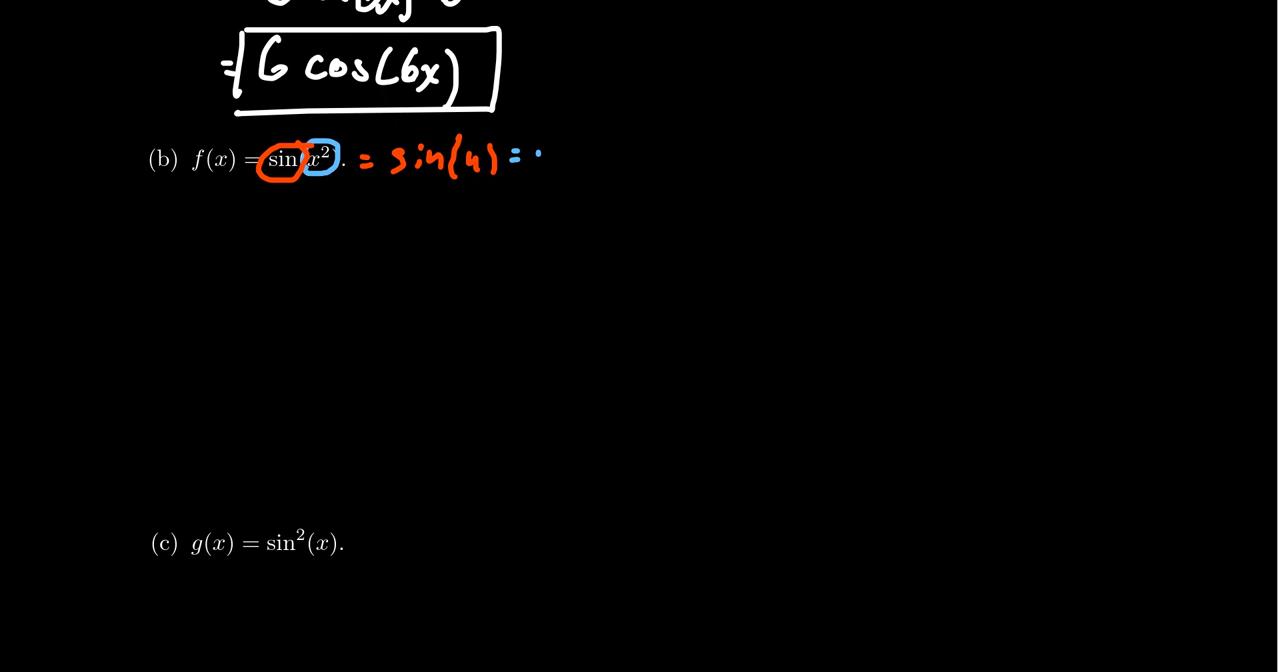 = 6 cos(6x)
(b) f(x) = sin(x²). = sin(u) =
(c) g(x) = sin²(x).